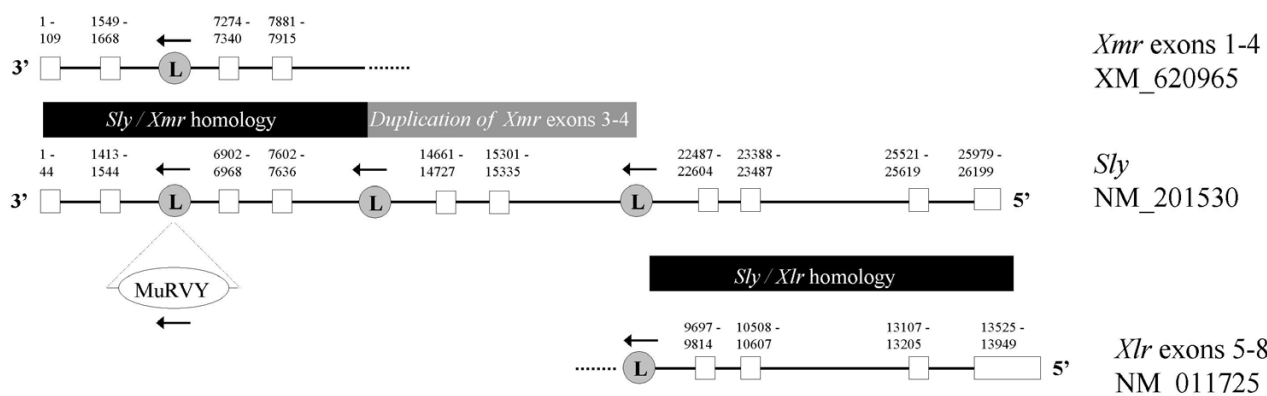 1 - 1549 - 7274 - 7881 -
109 1668 7340 7915
3' L
Xmr exons 1-4
XM_620965
Sly / Xmr homology Duplication of Xmr exons 3-4
1 - 1413 - 6902 - 7602 - 14661 - 15301 - 22487 - 23388 - 25521 - 25979 -
44 1544 6968 7636 14727 15335 22604 23487 25619 26199
3' L L L 5'
Sly
NM_201530
MuRVY
Sly / Xlr homology
9697 - 10508 - 13107 - 13525 -
9814 10607 13205 13949
L 5'
Xlr exons 5-8
NM_011725